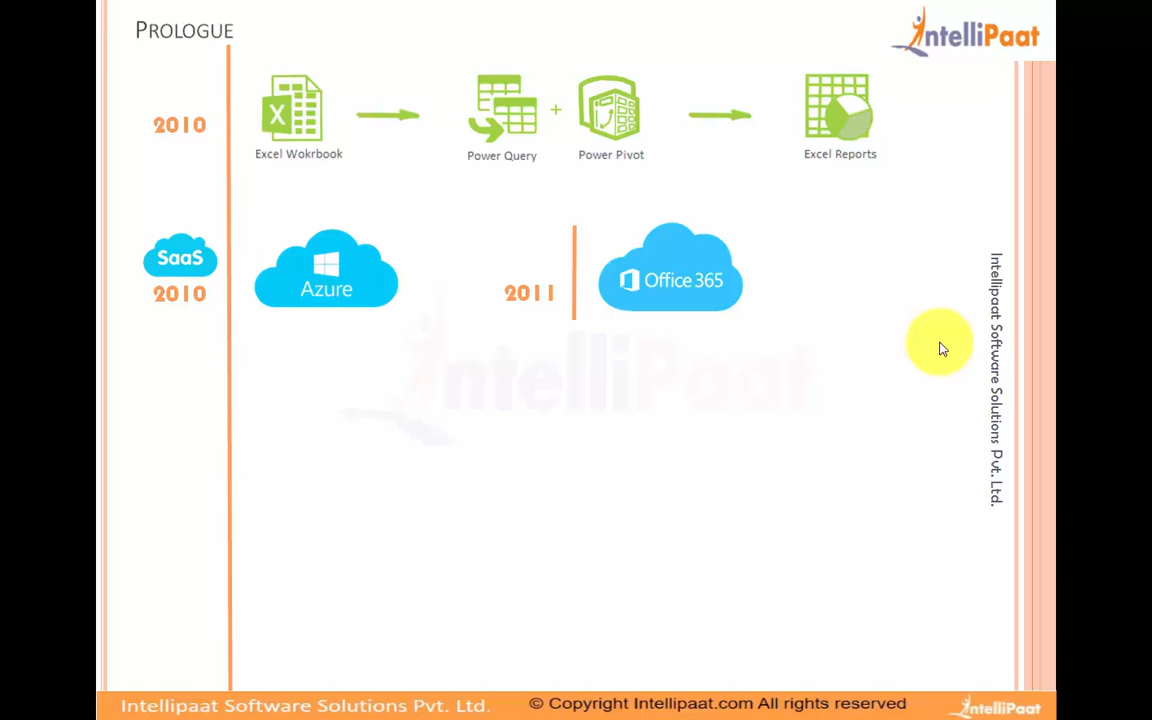 PROLOGUE
IntelliPaat
2010
Excel Wokrbook
Power Query
+
Power Pivot
Excel Reports
SaaS
2010
Azure
2011
Office 365
IntelliPaat
Intellipaat Software Solutions Pvt. Ltd.
Intellipaat Software Solutions Pvt. Ltd.
© Copyright Intellipaat.com All rights reserved
IntelliPaat